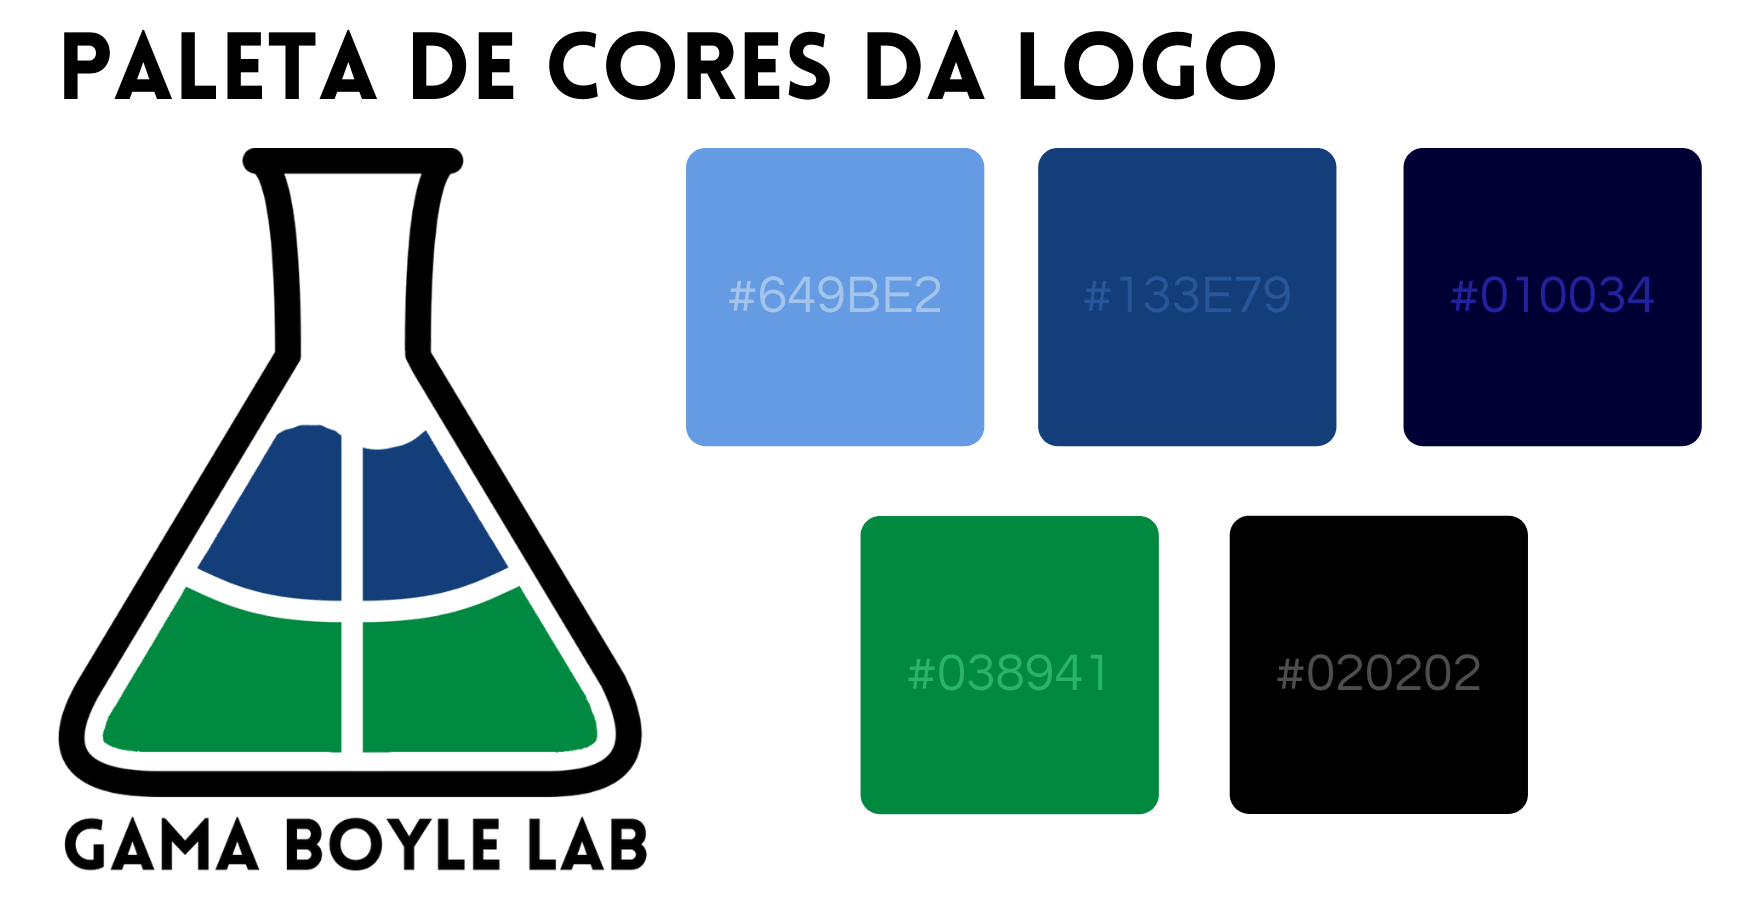 PALETA DE CORES DA LOGO
#649BE2
#133E79
#010034
#038941
#020202
GAMA BOYLE LAB